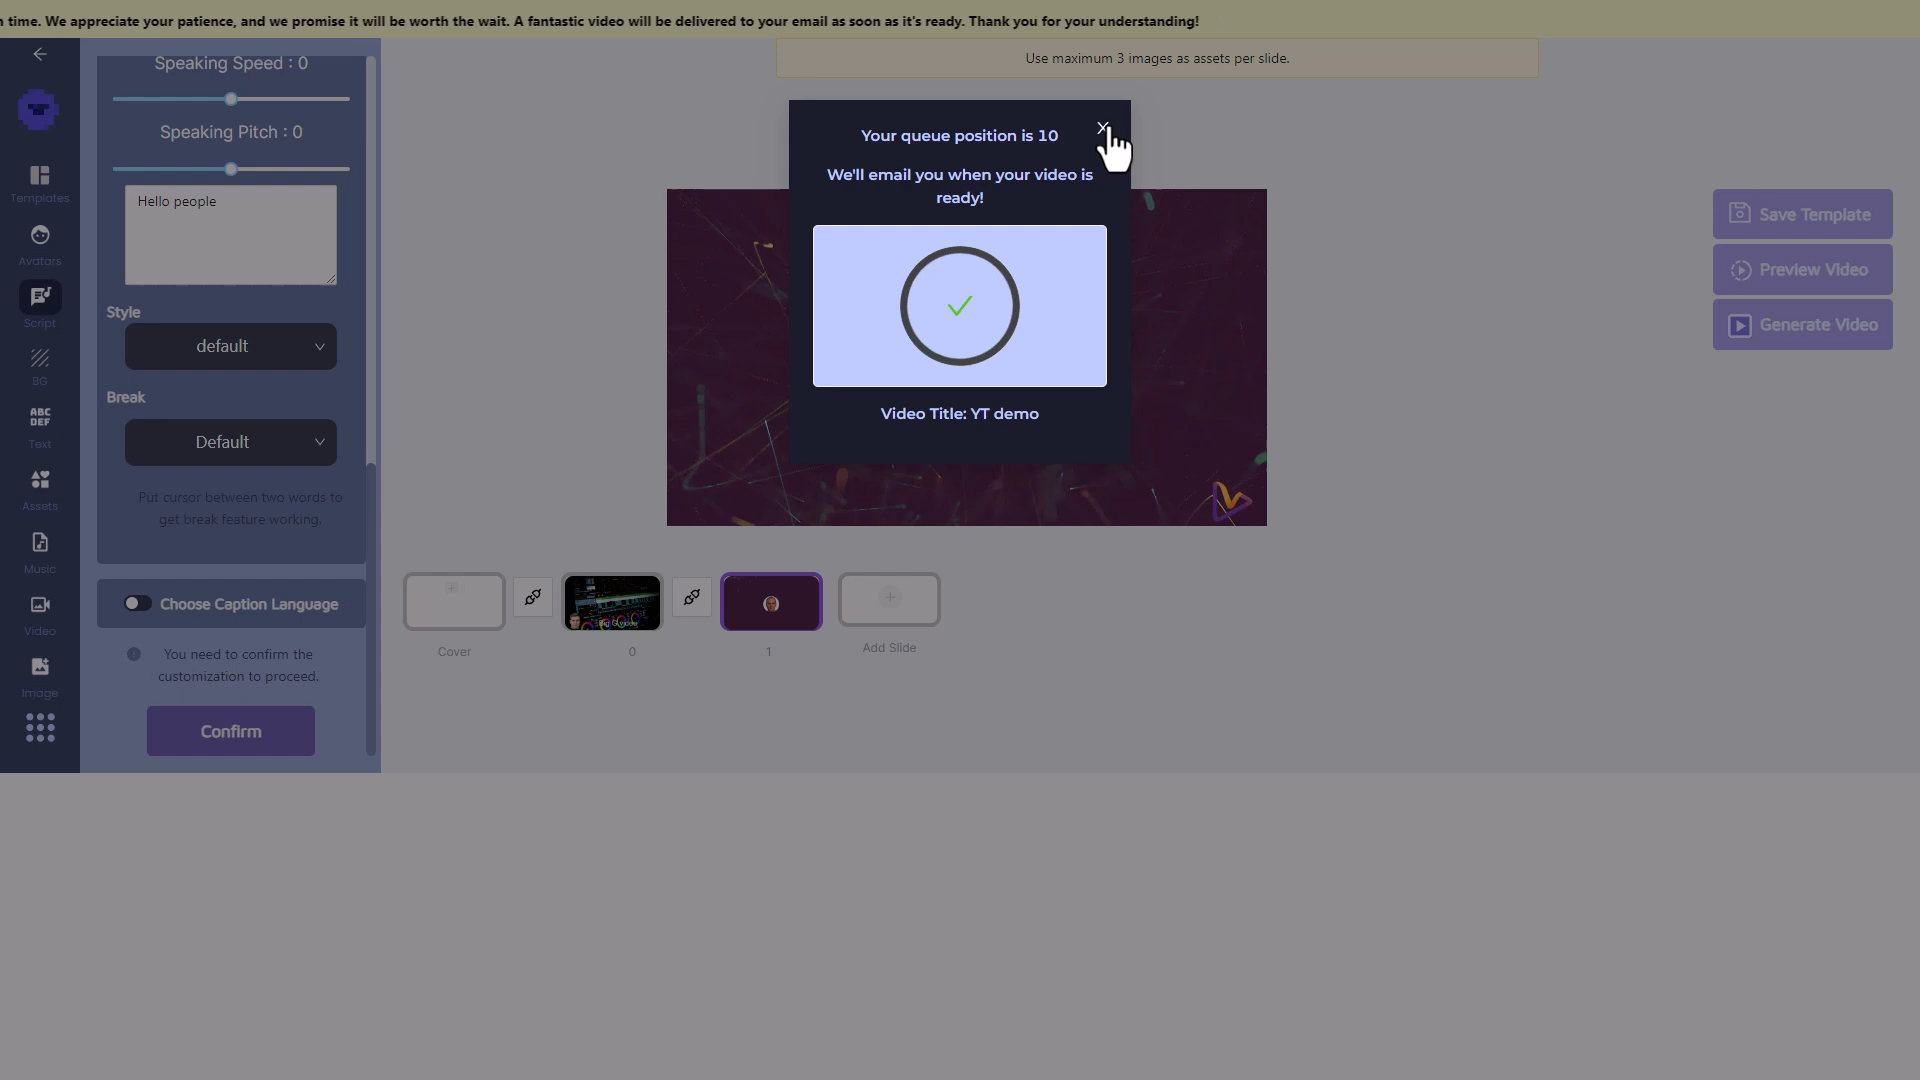 time. We appreciate your patience, and we promise it will be worth the wait. A fantastic video will be delivered to your email as soon as it's ready. Thank you for your understanding!
Use maximum 3 images as assets per slide.
Speaking Speed : 0
Speaking Pitch : 0
Hello people
Style
default
Break
Default
Put cursor between two words to
get break feature working.
Choose Caption Language
You need to confirm the
customization to proceed.
Confirm
Templates
Avatars
Script
BG
ABC
DEF
Text
Assets
Music
Video
Image
Your queue position is 10
X
We'll email you when your video is
ready!
Video Title: YT demo
Save Template
Preview Video
Generate Video
Cover
0
1
Add Slide